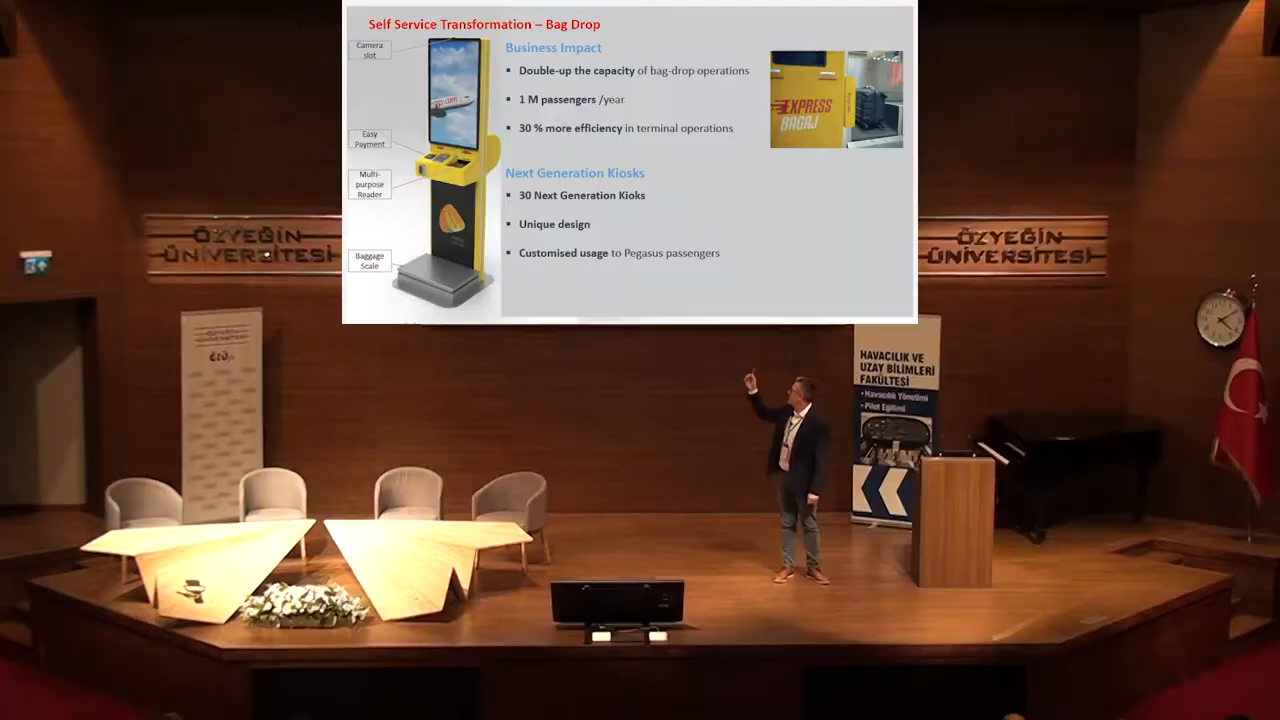 Self Service Transformation – Bag Drop
Camera
slot
Easy
Payment
Multi-
purpose
Reader
Baggage
Scale
Business Impact
▪ Double-up the capacity of bag-drop operations
▪ 1 M passengers /year
▪ 30 % more efficiency in terminal operations
Next Generation Kiosks
▪ 30 Next Generation Kioks
▪ Unique design
▪ Customised usage to Pegasus passengers
EXPRESS
BAGAJ
ÖZYEĞİN
ÜNİVERSİTESİ
ÖZYEĞİN
ÜNİVERSİTESİ
HAVACILIK VE
UZAY BİLİMLERİ
FAKÜLTESİ
• Havacılık Yönetimi
• Pilot Eğitimi